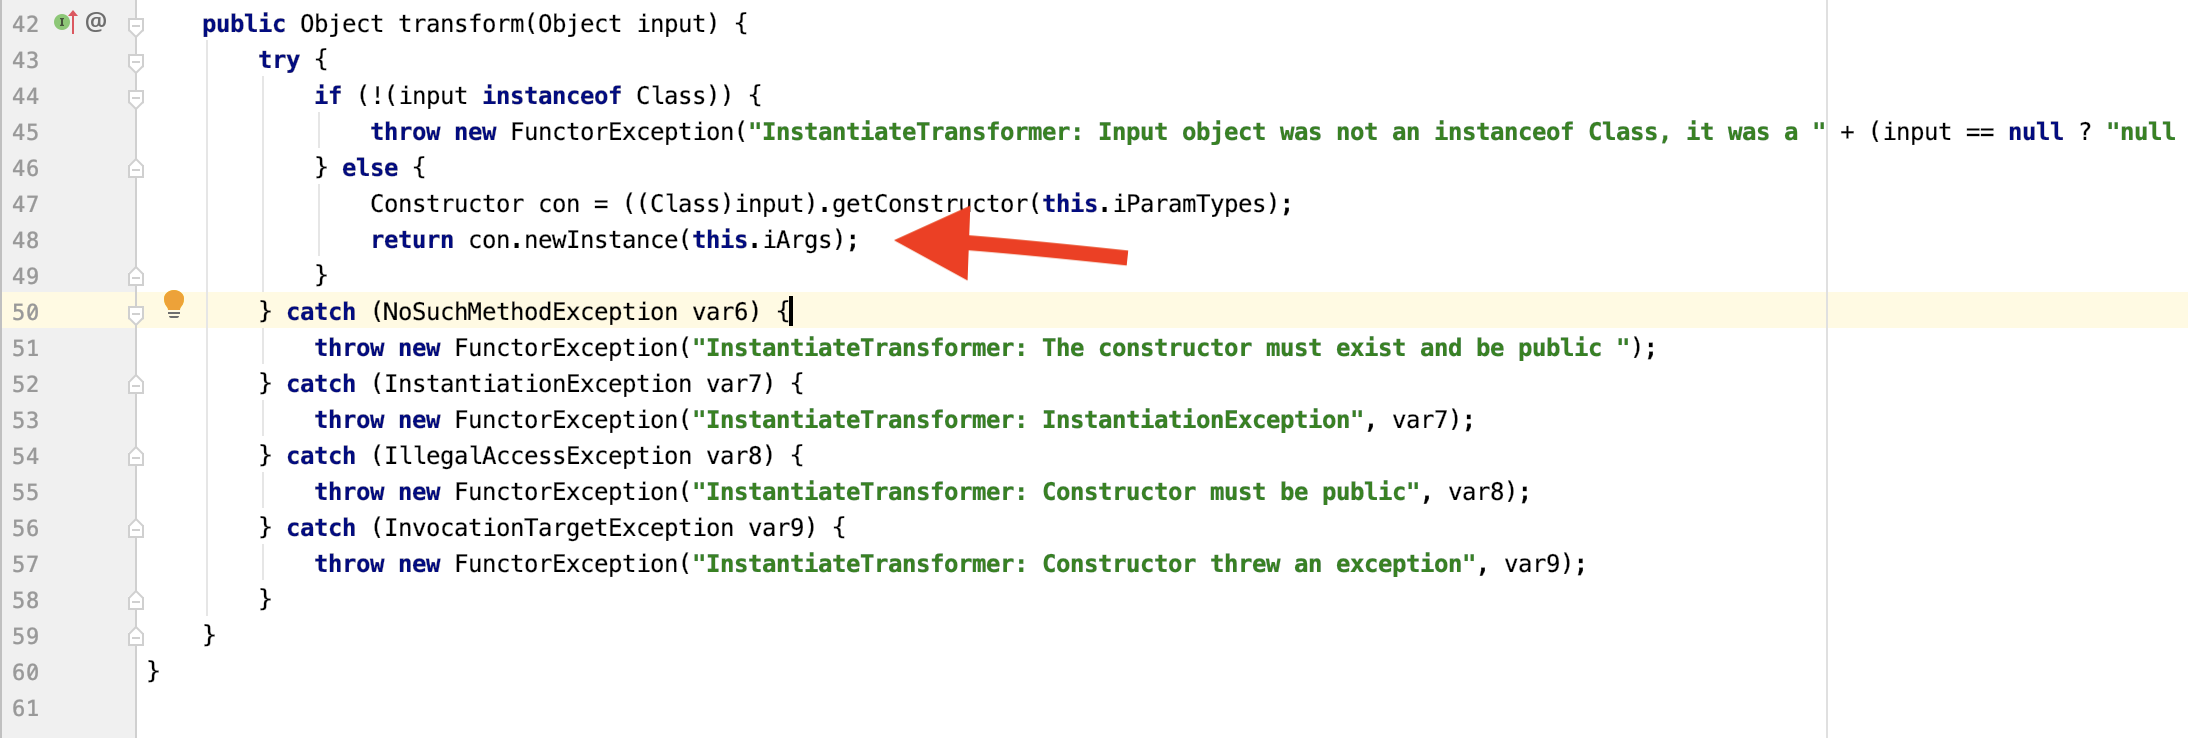 42 @ public Object transform(Object input) {
43 try {
44 if (!(input instanceof Class)) {
45 throw new FunctorException("InstantiateTransformer: Input object was not an instanceof Class, it was a " + (input == null ? "null
46 } else {
47 Constructor con = ((Class)input).getConstructor(this.iParamTypes);
48 return con.newInstance(this.iArgs);
49 }
50 } catch (NoSuchMethodException var6) {
51 throw new FunctorException("InstantiateTransformer: The constructor must exist and be public ");
52 } catch (InstantiationException var7) {
53 throw new FunctorException("InstantiateTransformer: InstantiationException", var7);
54 } catch (IllegalAccessException var8) {
55 throw new FunctorException("InstantiateTransformer: Constructor must be public", var8);
56 } catch (InvocationTargetException var9) {
57 throw new FunctorException("InstantiateTransformer: Constructor threw an exception", var9);
58 }
59 }
60 }
61